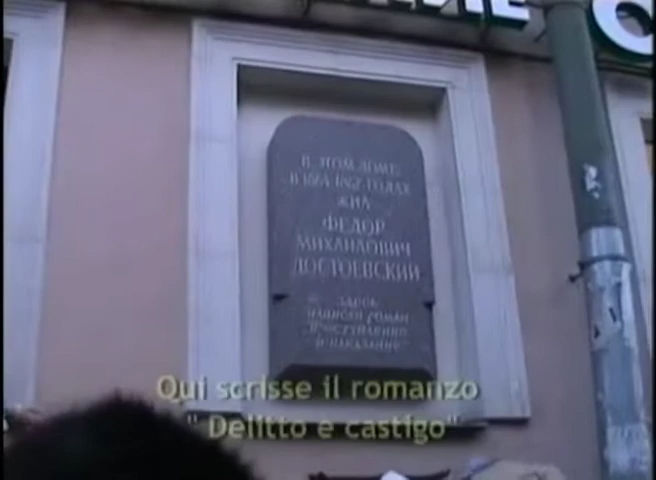 В ЭТОМ ДОМЕ
В 1864-1867 ГОДАХ
ЖИЛ
ФЕДОР
МИХАЙЛОВИЧ
ДОСТОЕВСКИЙ
ЗДЕСЬ
НАПИСАН РОМАН
ПРЕСТУПЛЕНИЕ
И НАКАЗАНИЕ
Qui scrisse il romanzo
"Delitto e castigo"